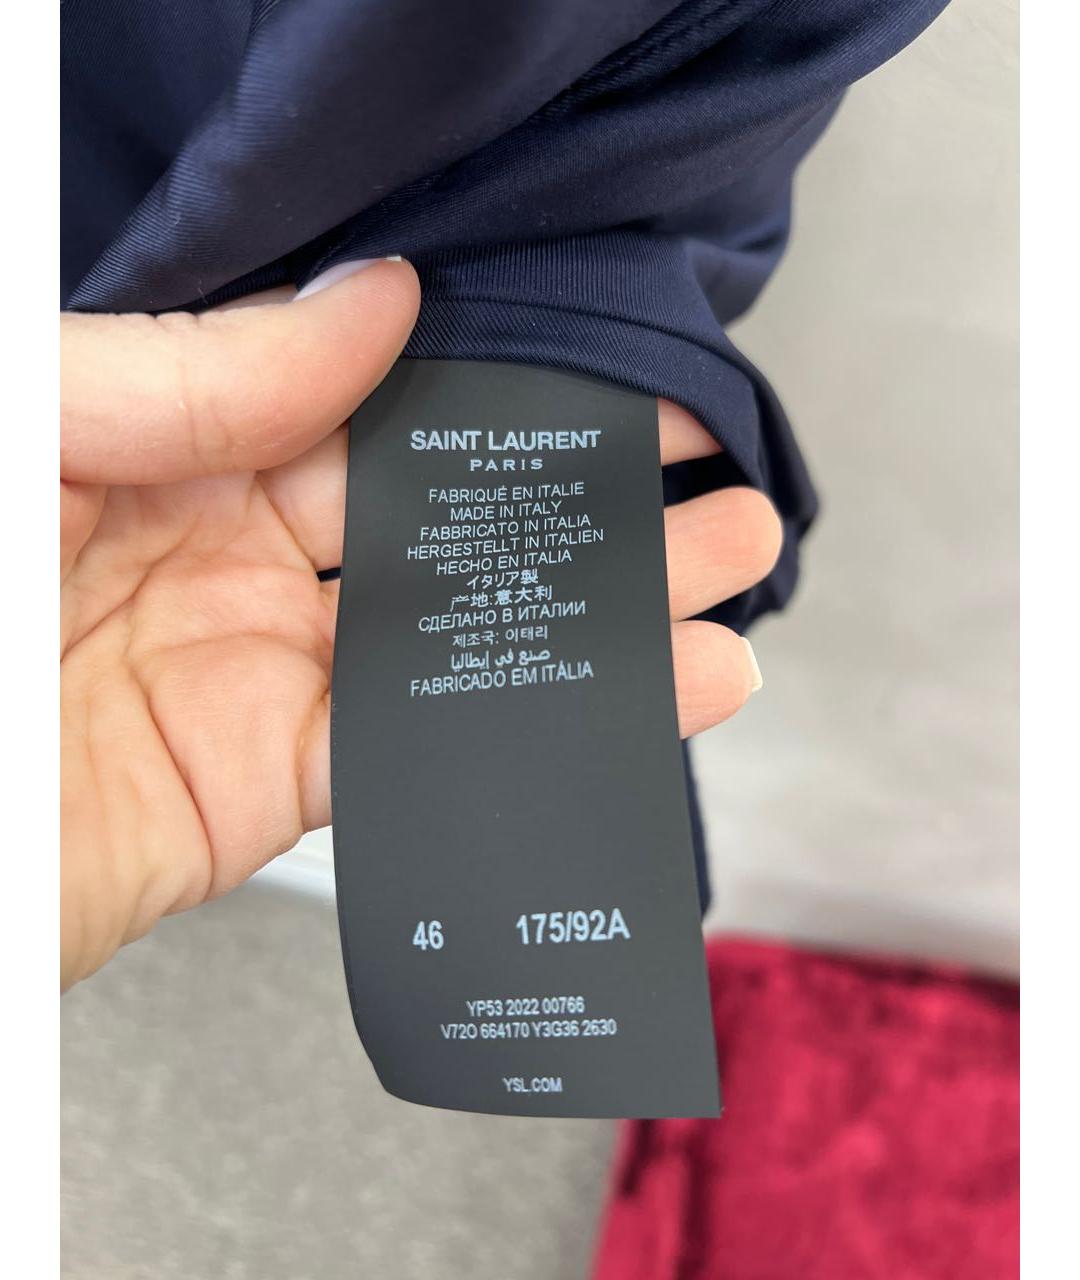 SAINT LAURENT
PARIS
FABRIQUÉ EN ITALIE
MADE IN ITALY
FABBRICATO IN ITALIA
HERGESTELLT IN ITALIEN
HECHO EN ITALIA
イタリア製
产地:意大利
СДЕЛАНО В ИТАЛИИ
제조국: 이태리
صنع في إيطاليا
FABRICADO EM ITÁLIA
46 175/92A
YP53 2022 00766
V72O 664170 Y3G36 2630
YSL.COM